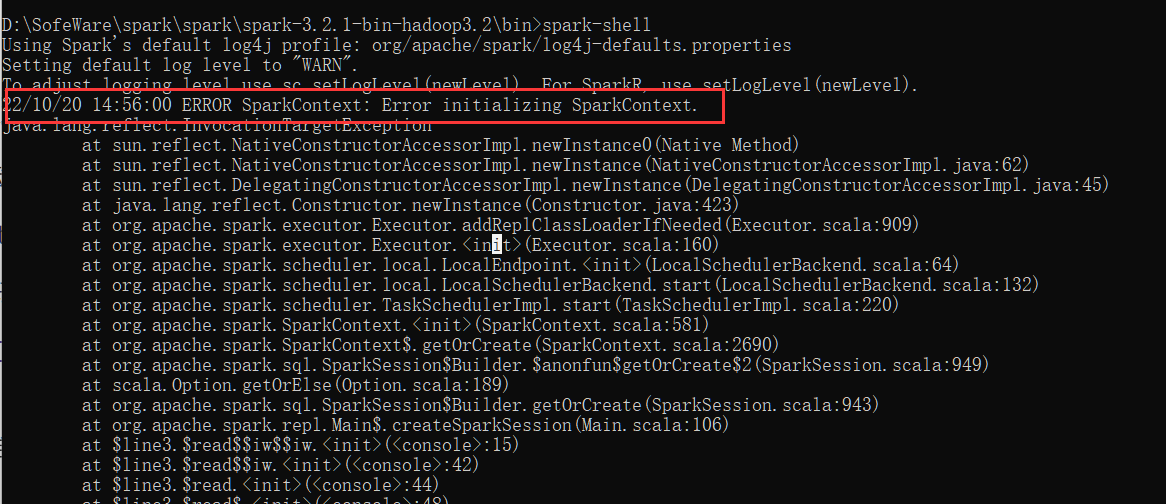 D:\SofeWare\spark\spark\spark-3.2.1-bin-hadoop3.2\bin>spark-shell
Using Spark's default log4j profile: org/apache/spark/log4j-defaults.properties
Setting default log level to "WARN".
To adjust logging level use sc.setLogLevel(newLevel). For SparkR, use setLogLevel(newLevel).
22/10/20 14:56:00 ERROR SparkContext: Error initializing SparkContext.
java.lang.reflect.InvocationTargetException
at sun.reflect.NativeConstructorAccessorImpl.newInstance0(Native Method)
at sun.reflect.NativeConstructorAccessorImpl.newInstance(NativeConstructorAccessorImpl.java:62)
at sun.reflect.DelegatingConstructorAccessorImpl.newInstance(DelegatingConstructorAccessorImpl.java:45)
at java.lang.reflect.Constructor.newInstance(Constructor.java:423)
at org.apache.spark.executor.Executor.addReplClassLoaderIfNeeded(Executor.scala:909)
at org.apache.spark.executor.Executor.<init>(Executor.scala:160)
at org.apache.spark.scheduler.local.LocalEndpoint.<init>(LocalSchedulerBackend.scala:64)
at org.apache.spark.scheduler.local.LocalSchedulerBackend.start(LocalSchedulerBackend.scala:132)
at org.apache.spark.scheduler.TaskSchedulerImpl.start(TaskSchedulerImpl.scala:220)
at org.apache.spark.SparkContext.<init>(SparkContext.scala:581)
at org.apache.spark.SparkContext$.getOrCreate(SparkContext.scala:2690)
at org.apache.spark.sql.SparkSession$Builder.$anonfun$getOrCreate$2(SparkSession.scala:949)
at scala.Option.getOrElse(Option.scala:189)
at org.apache.spark.sql.SparkSession$Builder.getOrCreate(SparkSession.scala:943)
at org.apache.spark.repl.Main$.createSparkSession(Main.scala:106)
at $line3.$read$$iw$$iw.<init>(<console>:15)
at $line3.$read$$iw.<init>(<console>:42)
at $line3.$read.<init>(<console>:44)
at $line3.$read$.<init>(<console>:48)